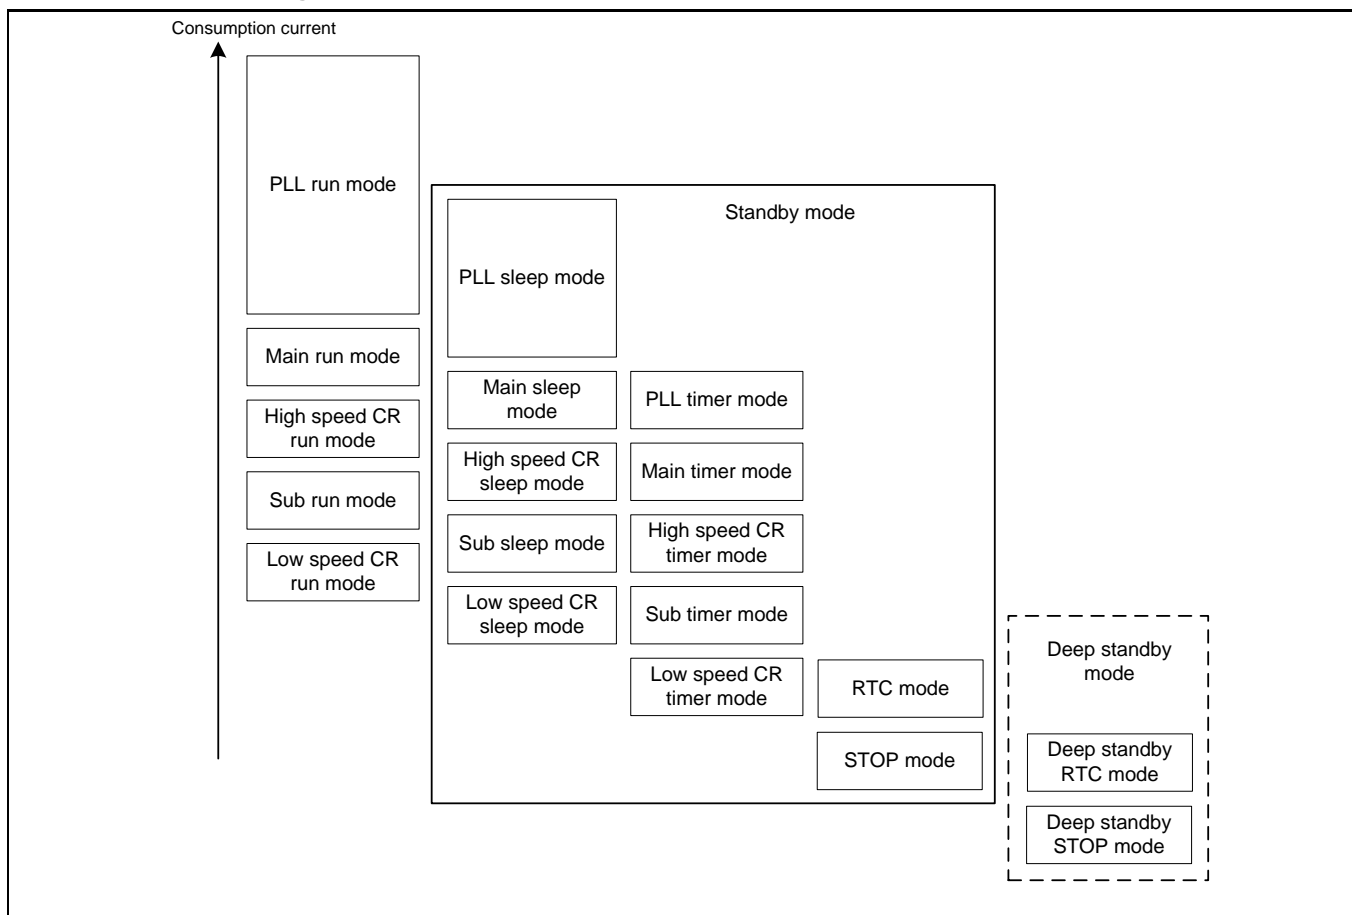 Consumption current
PLL run mode
Standby mode
PLL sleep mode
Main run mode
Main sleep
mode
PLL timer mode
High speed CR
run mode
High speed CR
sleep mode
Main timer mode
Sub run mode
Sub sleep mode
High speed CR
timer mode
Low speed CR
run mode
Low speed CR
sleep mode
Sub timer mode
Deep standby
mode
Low speed CR
timer mode
RTC mode
STOP mode
Deep standby
RTC mode
Deep standby
STOP mode